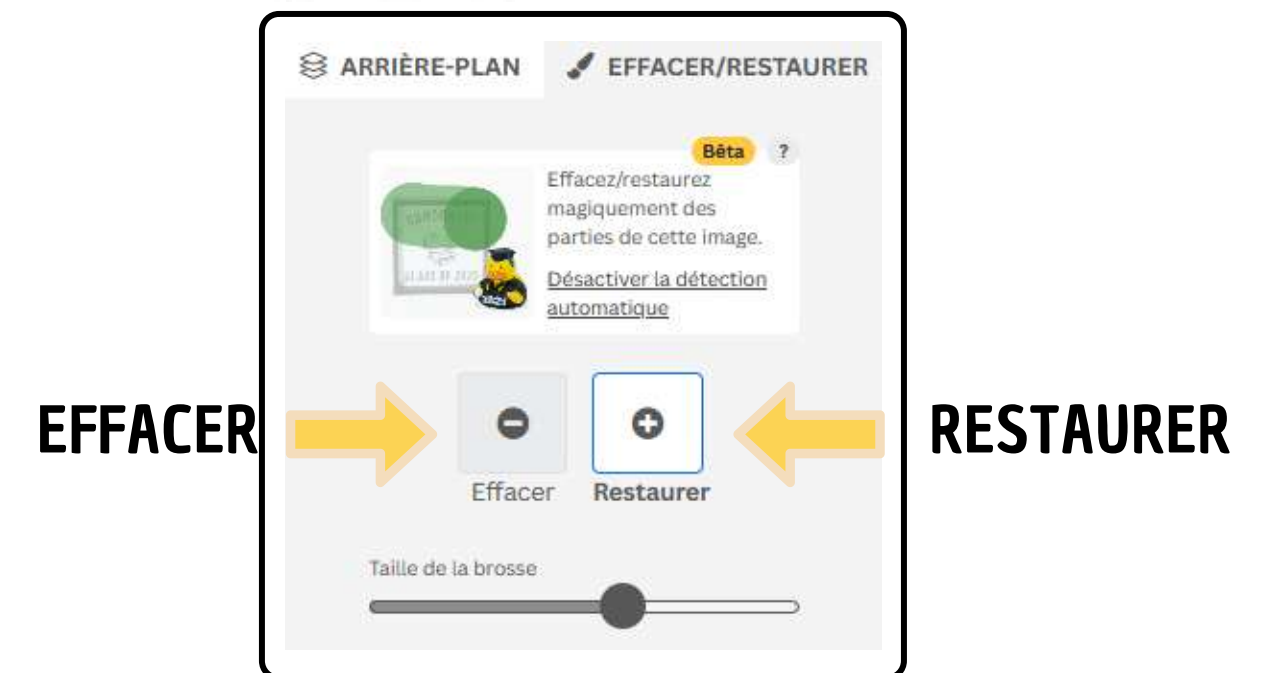 ARRIÈRE-PLAN
EFFACER/RESTAURER
Bêta ?
Effacez/restaurez
magiquement des
parties de cette image.
Désactiver la détection
automatique
EFFACER
RESTAURER
Effacer
Restaurer
Taille de la brosse